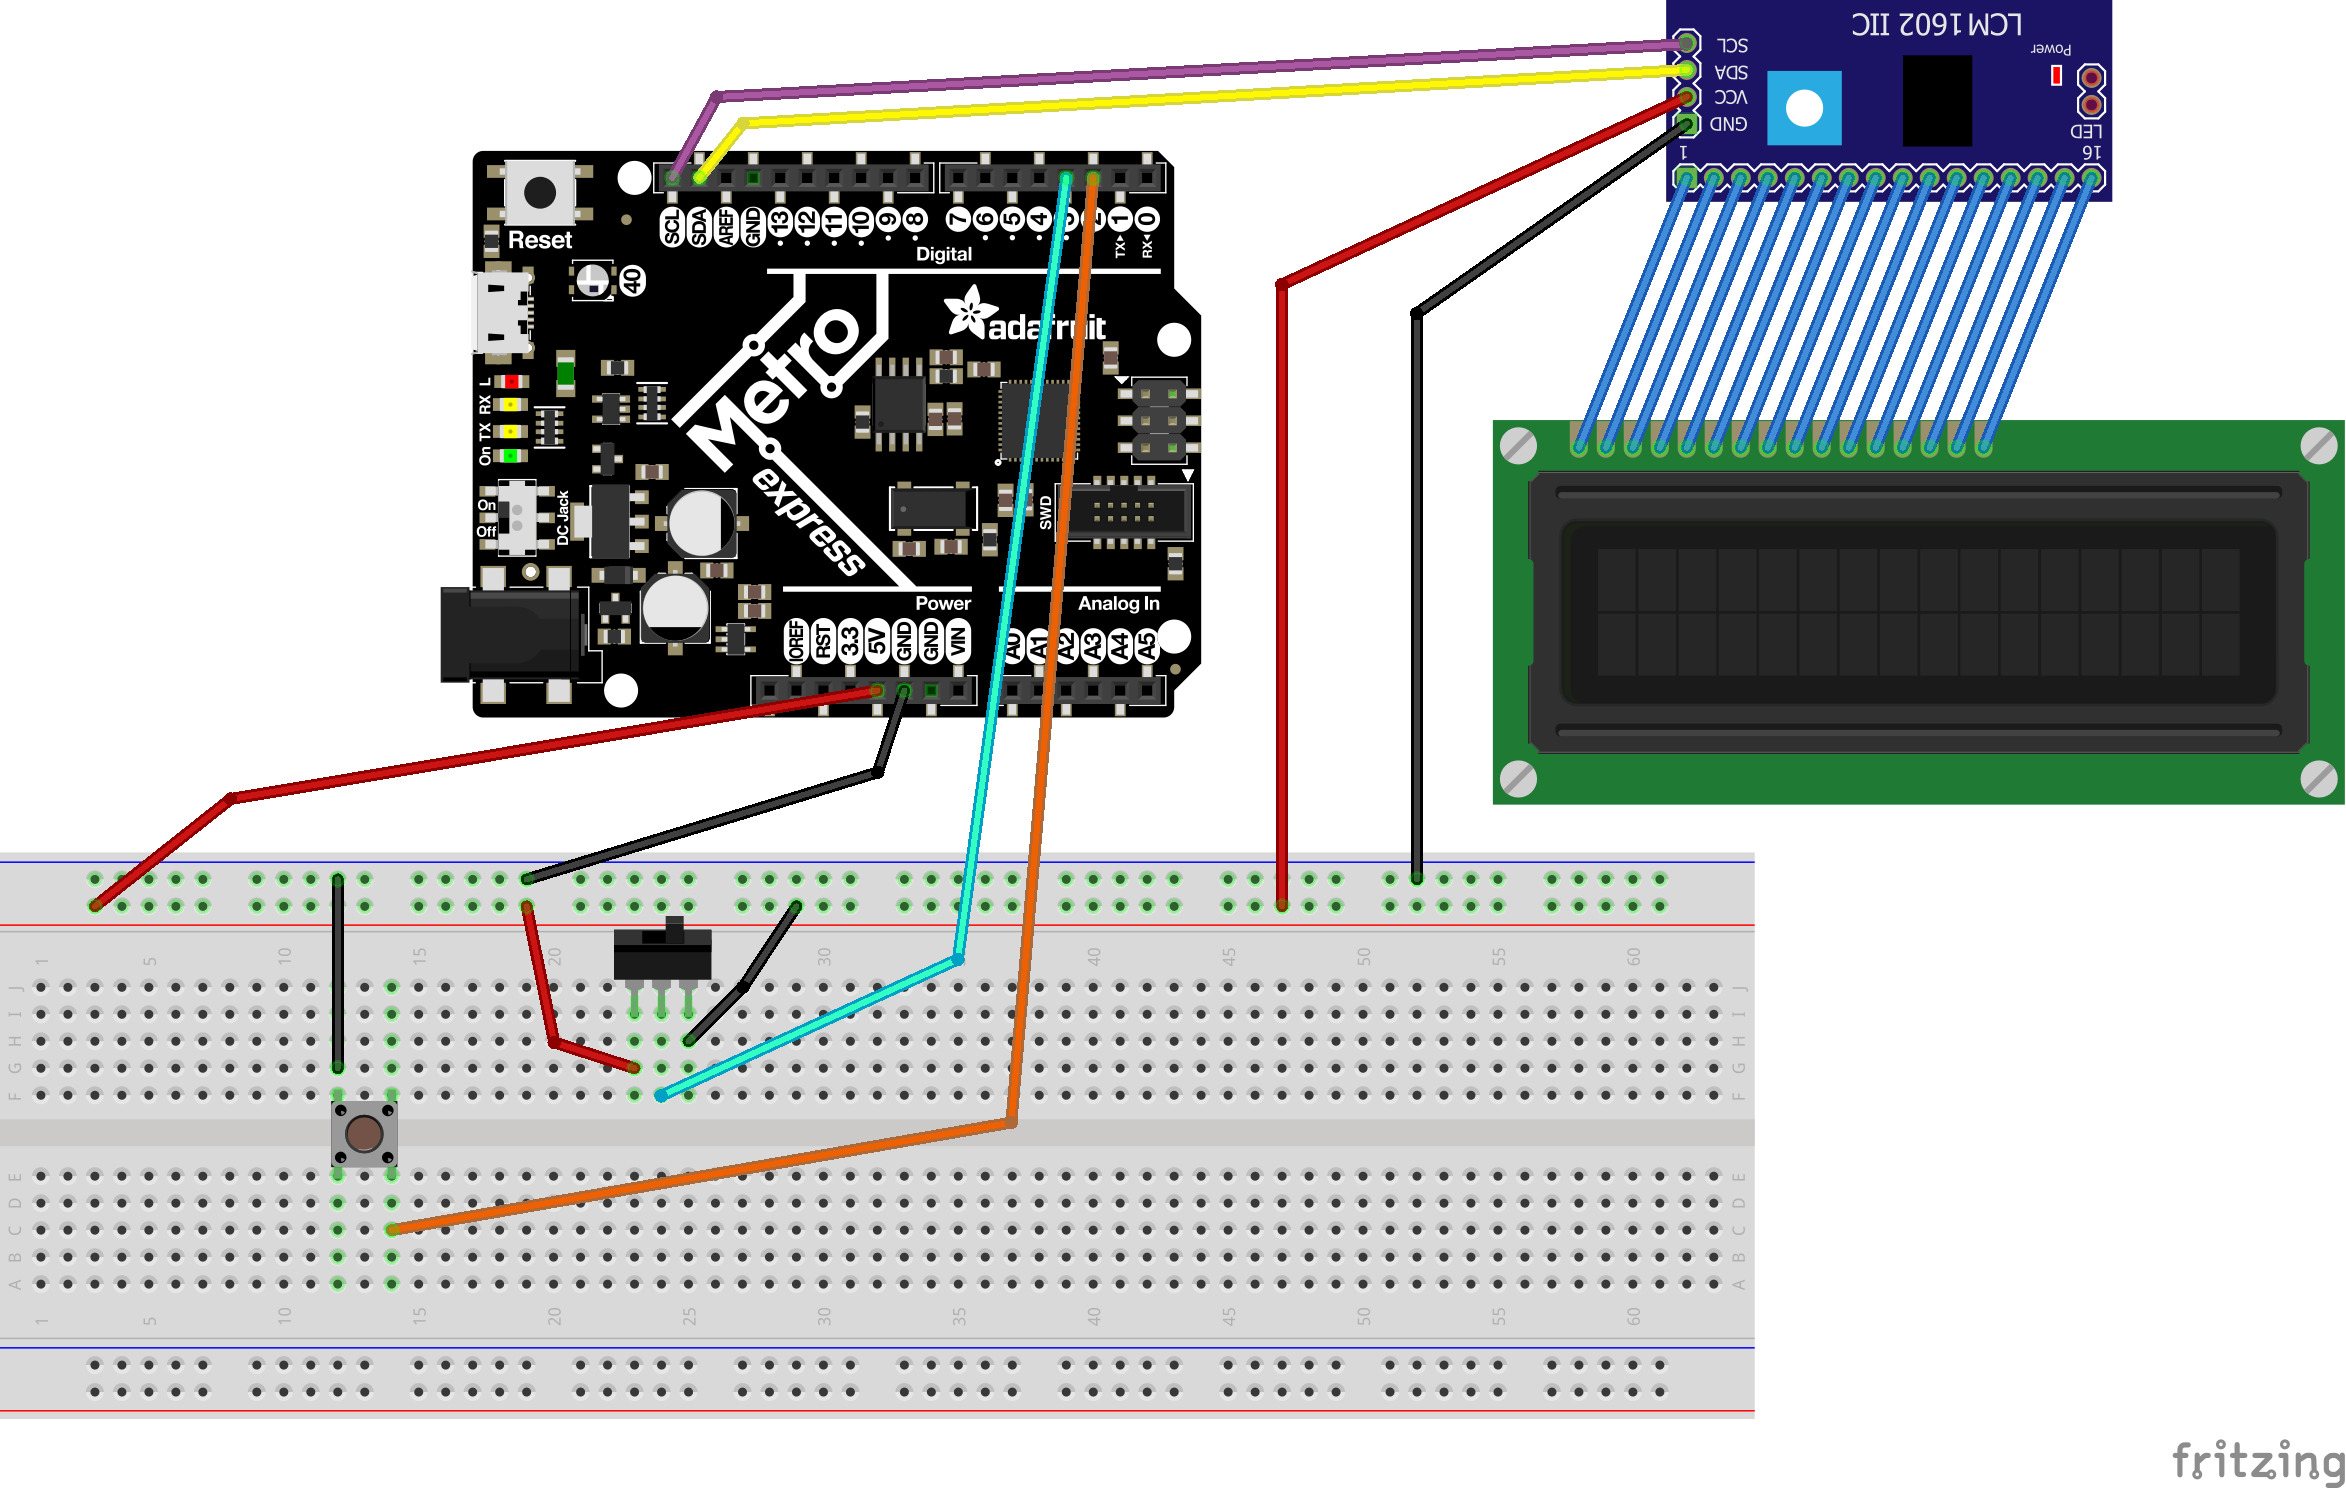 LCM1602 IIC
SCL
SDA
VCC
GND
Power
LED
1
16
Reset
SCL
SDA
AREF
GND
13
12
11
10
9
8
7
6
5
4
2
1
0
TX
RX
Digital
40
adafruit
Metro
express
L
RX
TX
On
On
Off
DC Jack
SWD
Power
Analog In
IOREF
RST
3.3
5V
GND
GND
VIN
A0
A1
A2
A3
A4
A5
1 5 10 15 20 25 30 35 40 45 50 55 60
J J
I I
H H
G G
F F
E E
D D
C C
B B
A A
1 5 10 15 20 25 30 35 40 45 50 55 60
fritzing